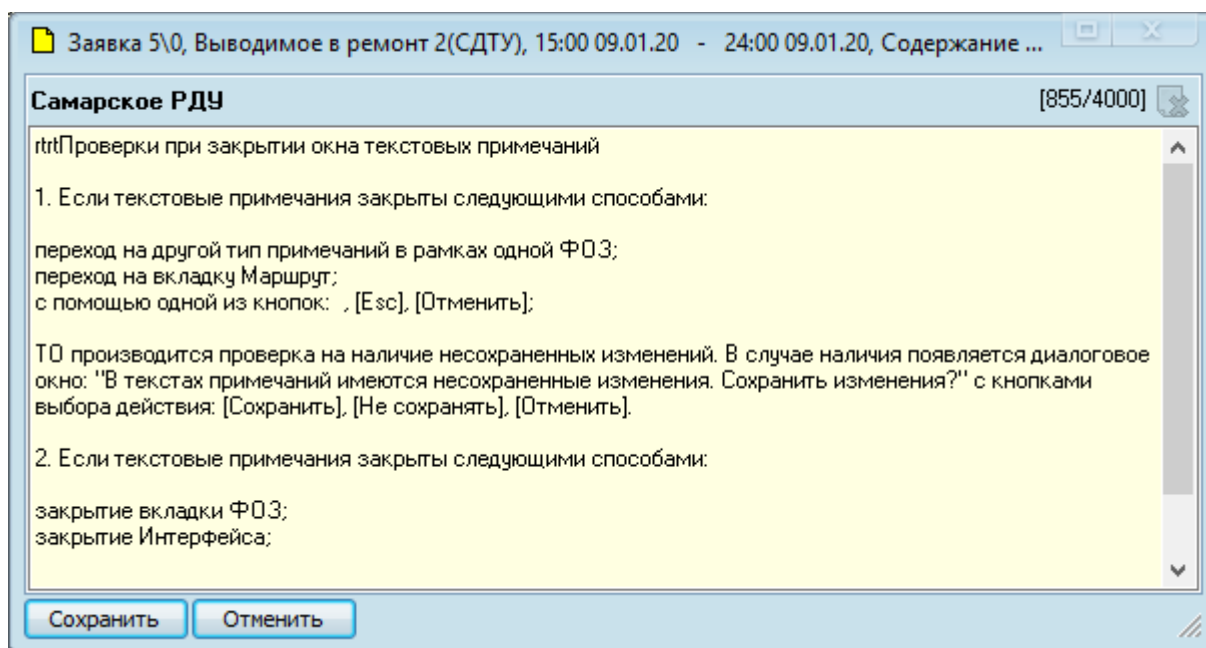 Заявка 5\0, Выводимое в ремонт 2(СДТУ), 15:00 09.01.20 - 24:00 09.01.20, Содержание ...
Самарское РДУ [855/4000]
rtrtПроверки при закрытии окна текстовых примечаний
1. Если текстовые примечания закрыты следующими способами:
переход на другой тип примечаний в рамках одной ФОЗ;
переход на вкладку Маршрут;
с помощью одной из кнопок: , [Esc], [Отменить];
ТО производится проверка на наличие несохраненных изменений. В случае наличия появляется диалоговое
окно: "В текстах примечаний имеются несохраненные изменения. Сохранить изменения?" с кнопками
выбора действия: [Сохранить], [Не сохранять], [Отменить].
2. Если текстовые примечания закрыты следующими способами:
закрытие вкладки ФОЗ;
закрытие Интерфейса;
Сохранить Отменить